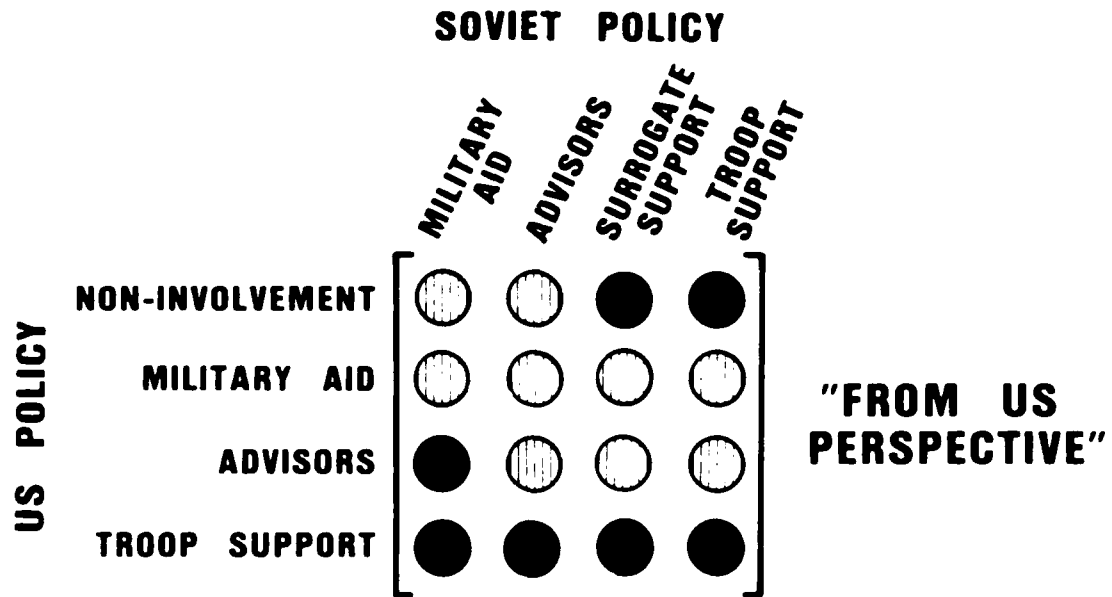 SOVIET POLICY
MILITARY
AID
ADVISORS
SURROGATE
SUPPORT
TROOP
SUPPORT
US POLICY
NON-INVOLVEMENT
MILITARY AID
ADVISORS
TROOP SUPPORT
"FROM US
PERSPECTIVE"